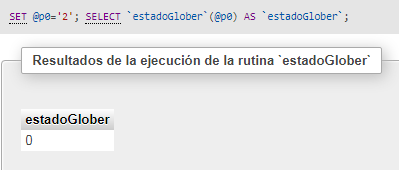 SET @p0='2'; SELECT `estadoGlober`(@p0) AS `estadoGlober`;
Resultados de la ejecución de la rutina `estadoGlober`
estadoGlober
0